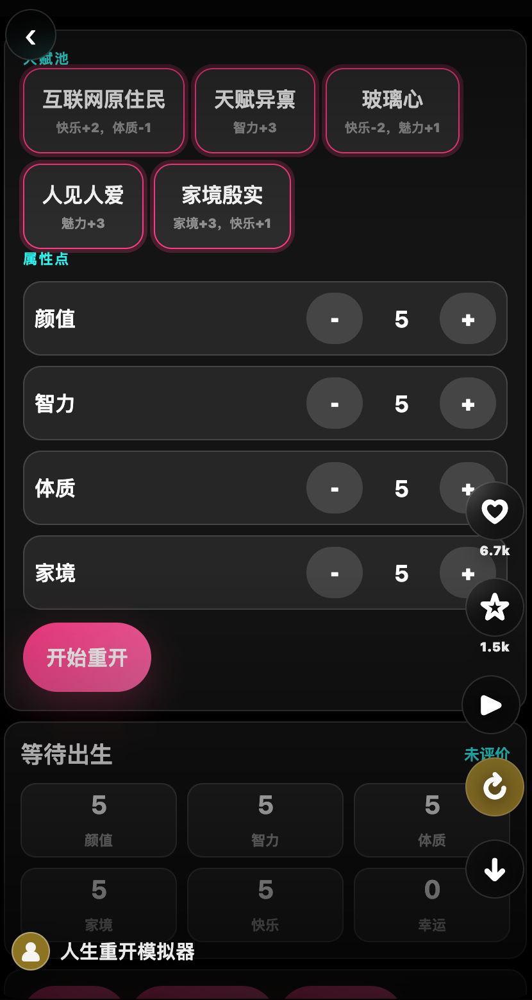 天赋池
互联网原住民 天赋异禀 玻璃心
快乐+2，体质-1 智力+3 快乐-2，魅力+1
人见人爱 家境殷实
魅力+3 家境+3，快乐+1
属性点
颜值 - 5 +
智力 - 5 +
体质 - 5 +
6.7k
家境 - 5 +
1.5k
开始重开
等待出生 未评价
5 5 5
颜值 智力 体质
5 5 0
家境 快乐 幸运
人生重开模拟器